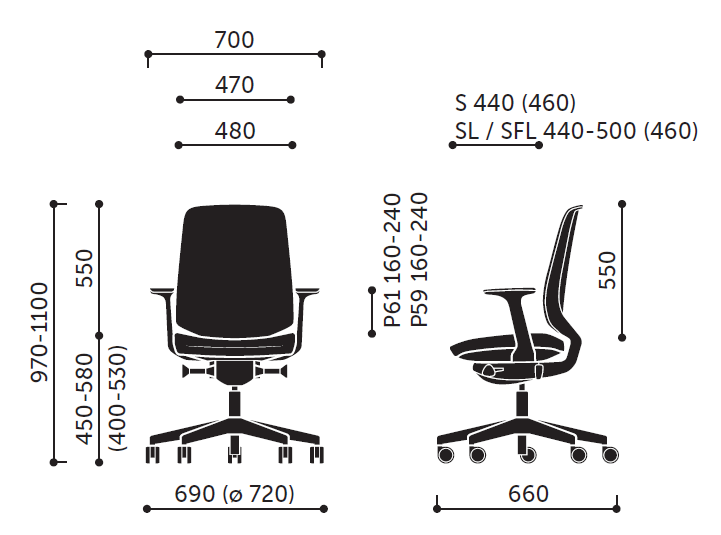 700
470
480
S 440 (460)
SL / SFL 440-500 (460)
970-1100
550
450-580
(400-530)
P61 160-240
P59 160-240
550
690 (ø 720)
660